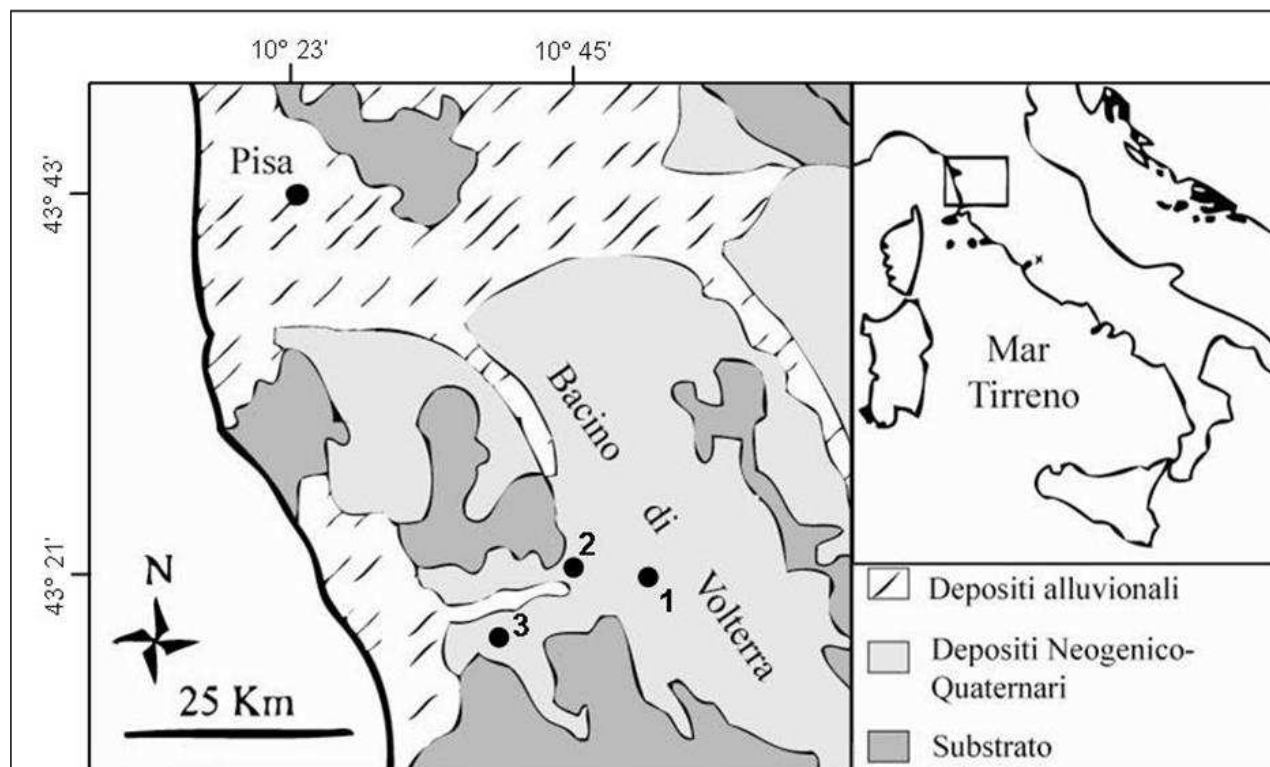 10° 23'
10° 45'
43° 43'
Pisa
Bacino
di
Volterra
43° 21'
2
1
3
N
25 Km
Mar
Tirreno
Depositi alluvionali
Depositi Neogenico-
Quaternari
Substrato